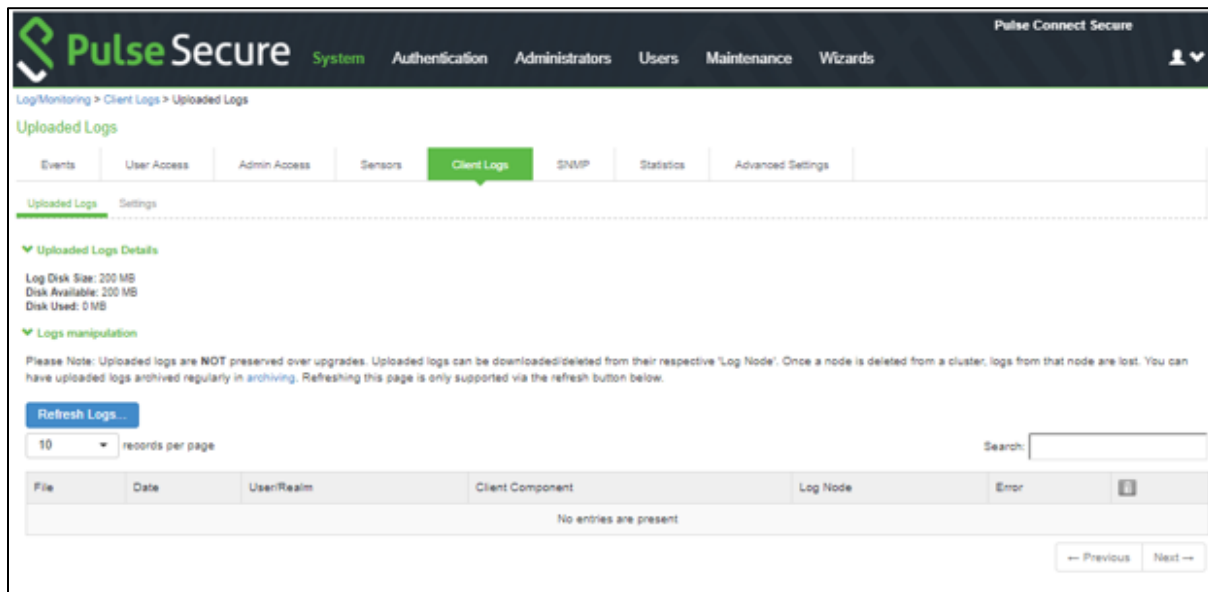 Pulse Connect Secure
Pulse Secure
System Authentication Administrators Users Maintenance Wizards
Log/Monitoring > Client Logs > Uploaded Logs
Uploaded Logs
Events User Access Admin Access Sensors Client Logs SNMP Statistics Advanced Settings
Uploaded Logs Settings
Uploaded Logs Details
Log Disk Size: 200 MB
Disk Available: 200 MB
Disk Used: 0 MB
Logs manipulation
Please Note: Uploaded logs are NOT preserved over upgrades. Uploaded logs can be downloaded/deleted from their respective 'Log Node'. Once a node is deleted from a cluster, logs from that node are lost. You can
have uploaded logs archived regularly in archiving. Refreshing this page is only supported via the refresh button below.
Refresh Logs...
10 records per page Search:
File Date User/Realm Client Component Log Node Error
No entries are present
← Previous Next →